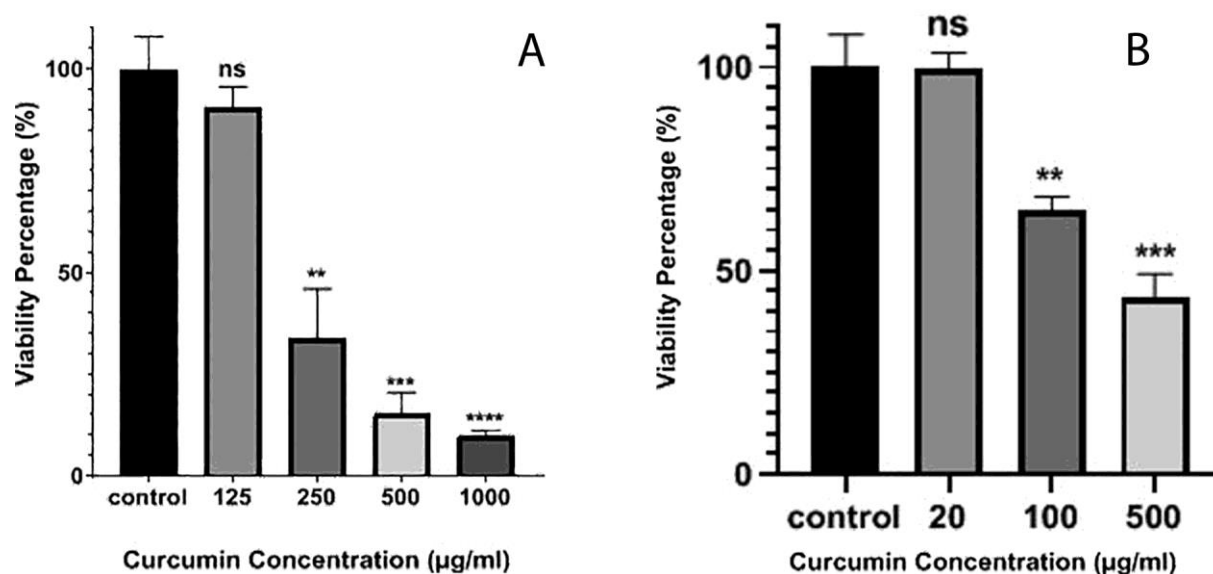 A
Viability Percentage (%)
100
50
0
ns
**
***
****
control 125 250 500 1000
Curcumin Concentration (µg/ml)
B
Viability Percentage (%)
100
50
0
ns
**
***
control 20 100 500
Curcumin Concentration (µg/ml)